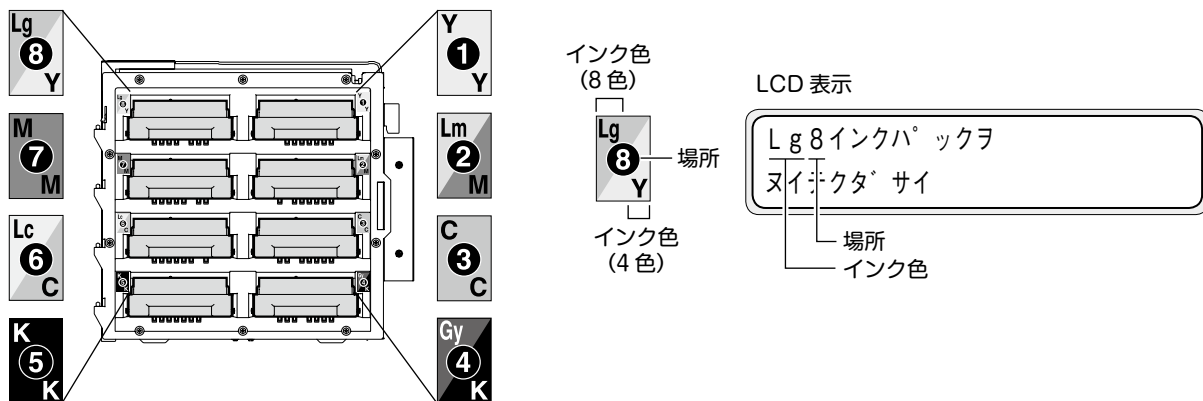 Lg
8
Y
M
7
M
Lc
6
C
K
5
K
Y
1
Y
Lm
2
M
C
3
C
Gy
4
K
インク色
(8 色)
Lg
8
Y
場所
インク色
(4 色)
LCD 表示
Lg8インクパックヲ
ヌイテクダサイ
場所
インク色